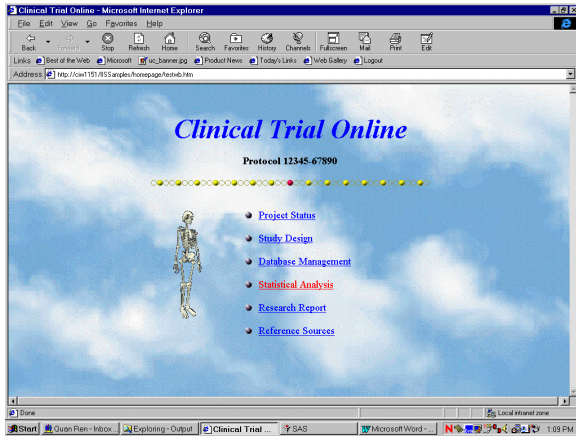 Clinical Trial Online - Microsoft Internet Explorer
File Edit View Go Favorites Help
Back Forward Stop Refresh Home Search Favorites History Channels Fullscreen Mail Print Edit
Links Best of the Web Microsoft uc_banner.jpg Product News Today's Links Web Gallery Logout
Address http://ciw1151/IISSamples/homepage/testwb.htm
Clinical Trial Online
Protocol 12345-67890
Project Status
Study Design
Database Management
Statistical Analysis
Research Report
Reference Sources
Done Local intranet zone
Start Quan Ren - Inbox... Exploring - Output Clinical Trial ... SAS Microsoft Word - ... 1:09 PM